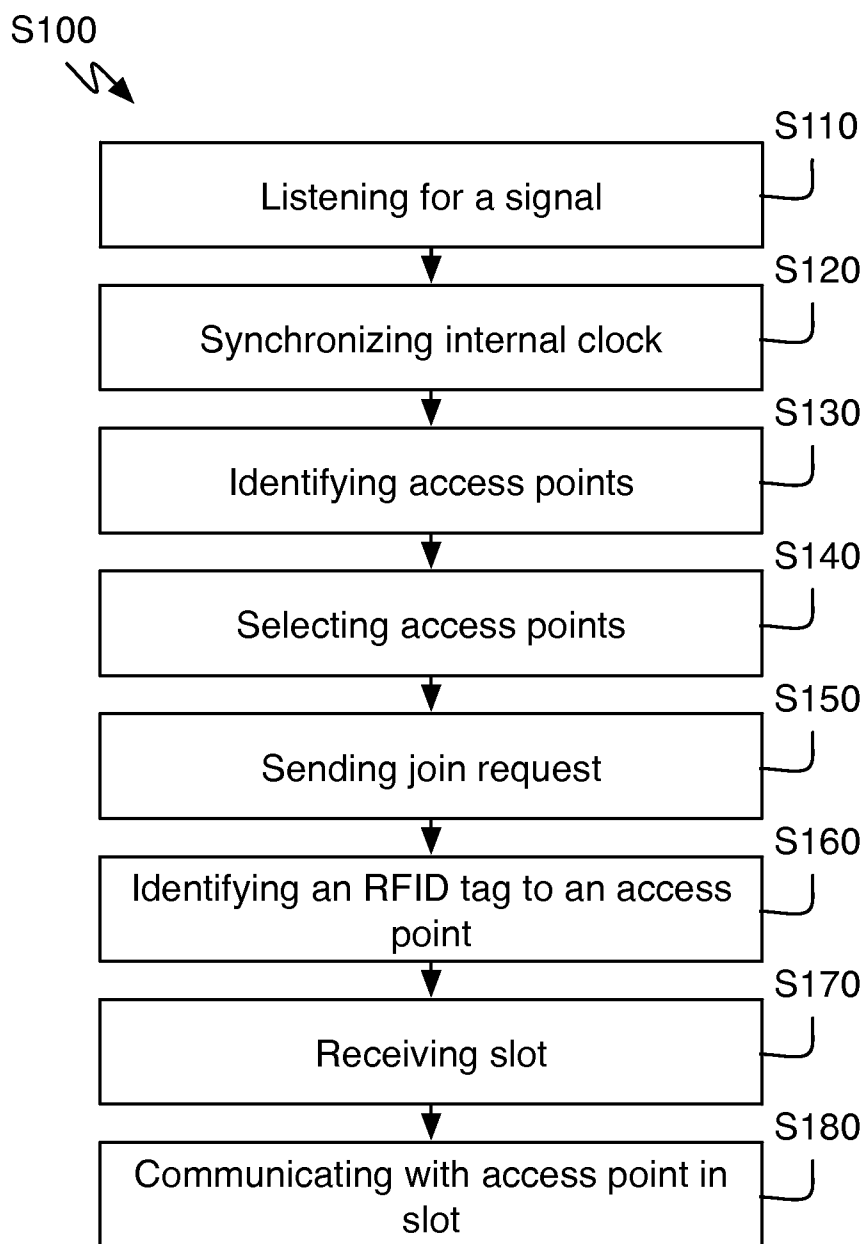 S100
S110
Listening for a signal
S120
Synchronizing internal clock
S130
Identifying access points
S140
Selecting access points
S150
Sending join request
S160
Identifying an RFID tag to an access
point
S170
Receiving slot
S180
Communicating with access point in
slot